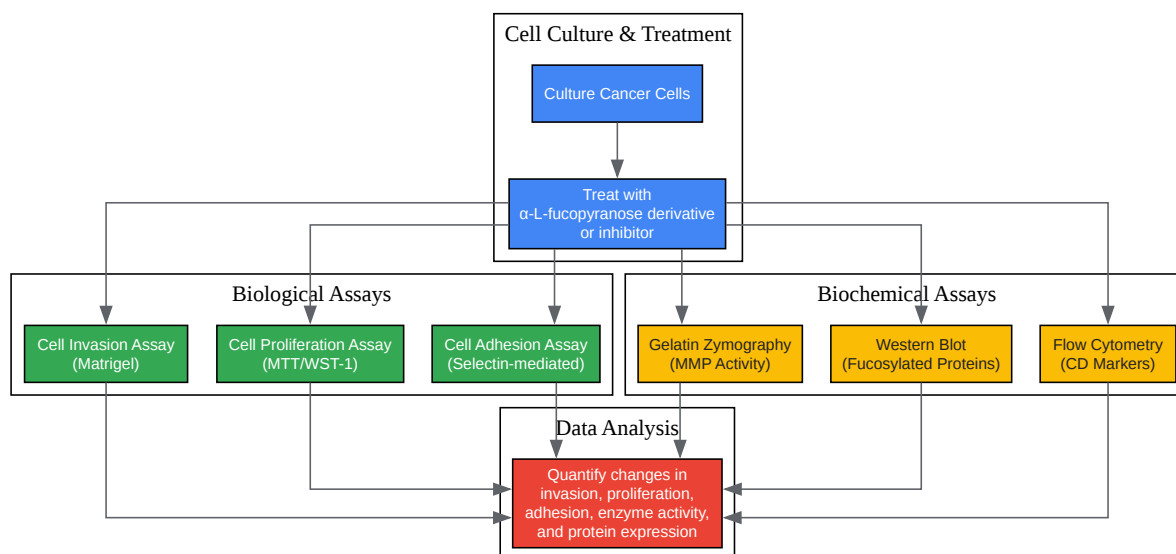 Cell Culture & Treatment
Culture Cancer Cells
Treat with
α-L-fucopyranose derivative
or inhibitor
Biological Assays
Cell Invasion Assay
(Matrigel)
Cell Proliferation Assay
(MTT/WST-1)
Cell Adhesion Assay
(Selectin-mediated)
Biochemical Assays
Gelatin Zymography
(MMP Activity)
Western Blot
(Fucosylated Proteins)
Flow Cytometry
(CD Markers)
Data Analysis
Quantify changes in
invasion, proliferation,
adhesion, enzyme activity,
and protein expression